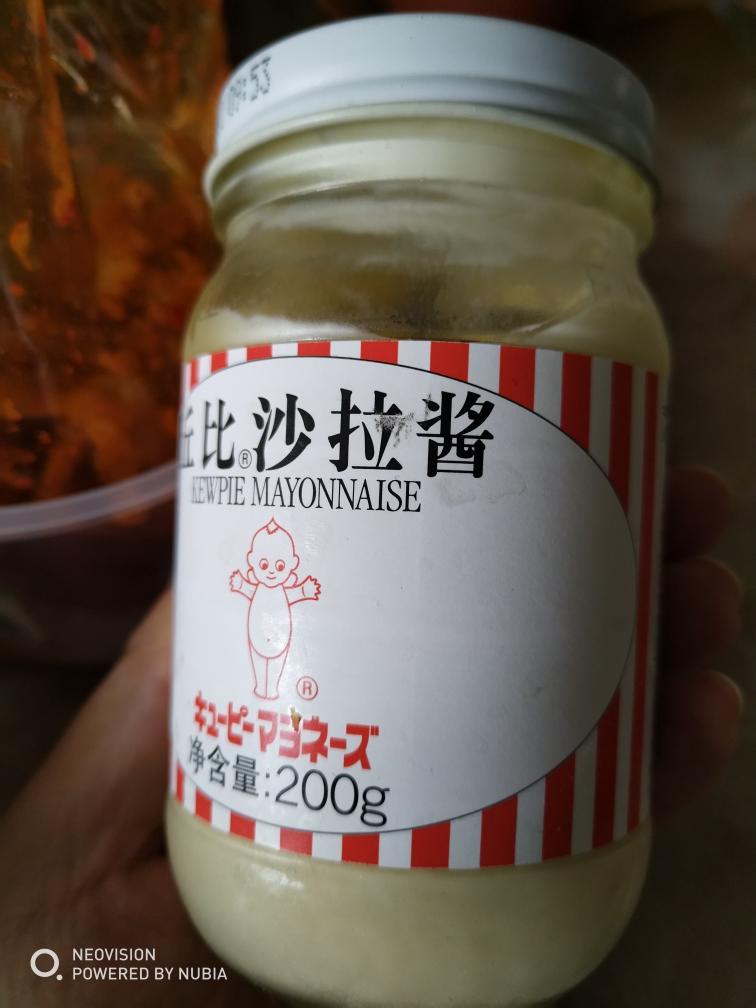 丘比®沙拉酱
KEWPIE MAYONNAISE
®
キユーピーマヨネーズ
净含量:200g
NEOVISION
POWERED BY NUBIA